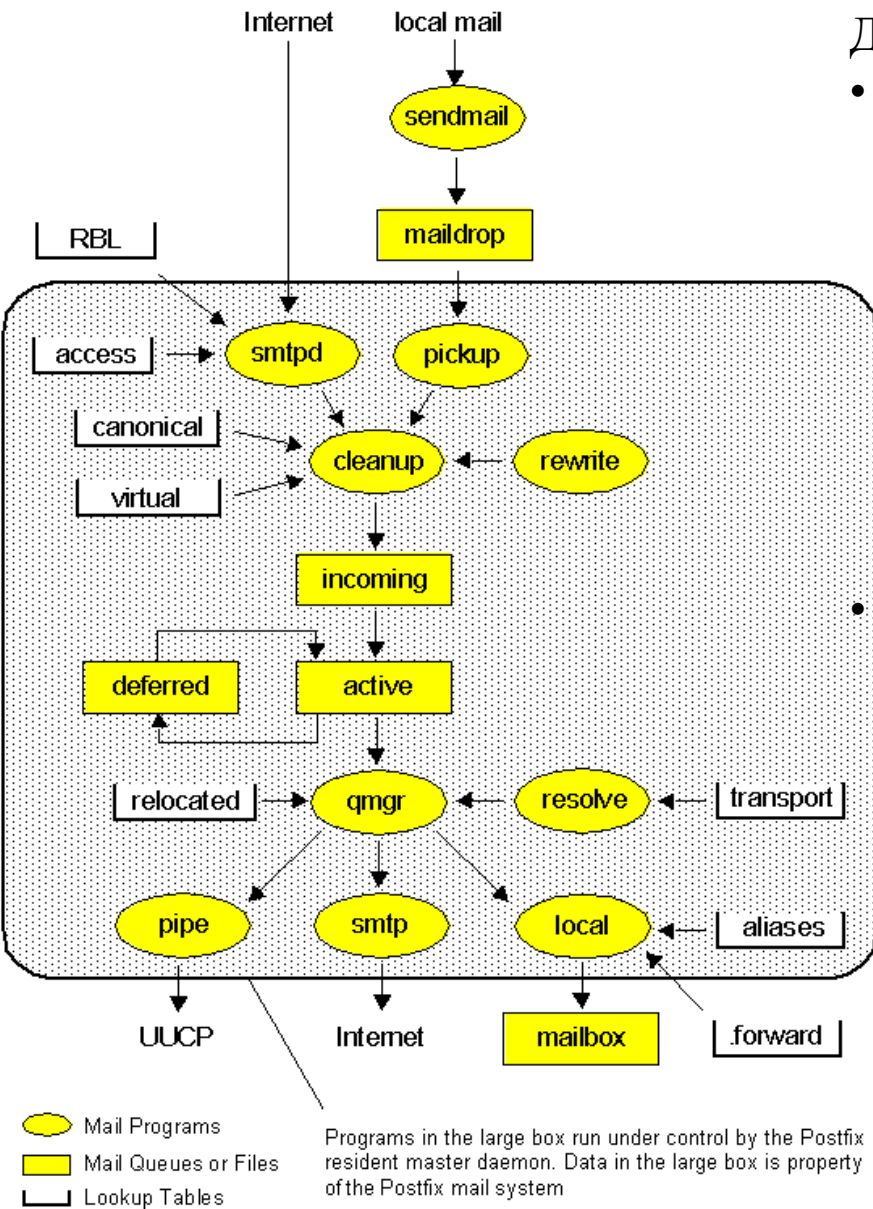 Internet local mail
Д
•
sendmail
maildrop
RBL
access
smtpd
pickup
canonical
cleanup
rewrite
virtual
incoming
•
deferred
active
relocated
qmgr
resolve
transport
pipe
smtp
local
aliases
UUCP
Internet
mailbox
.forward
Mail Programs
Mail Queues or Files
Lookup Tables
Programs in the large box run under control by the Postfix
resident master daemon. Data in the large box is property
of the Postfix mail system